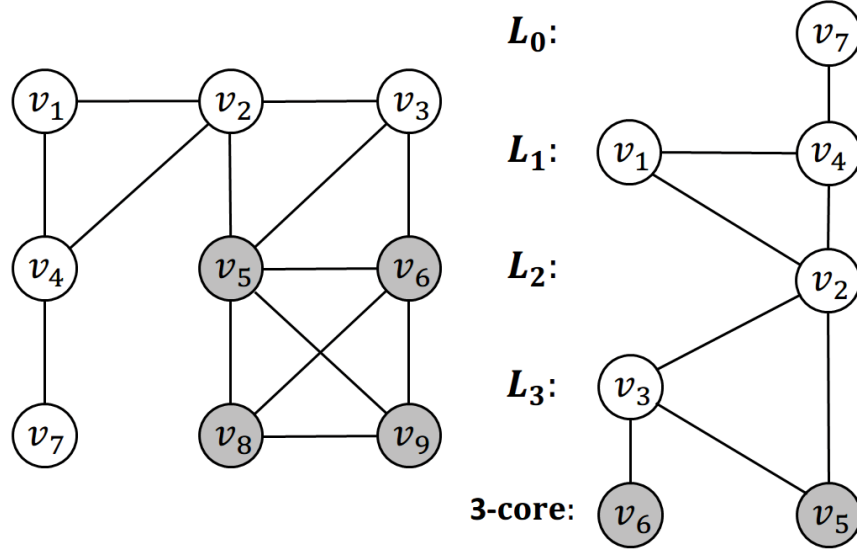 v₁ v₂ v₃
v₄ v₅ v₆
v₇ v₈ v₉
L₀: v₇
L₁: v₁ v₄
L₂: v₂
L₃: v₃
3-core: v₆ v₅